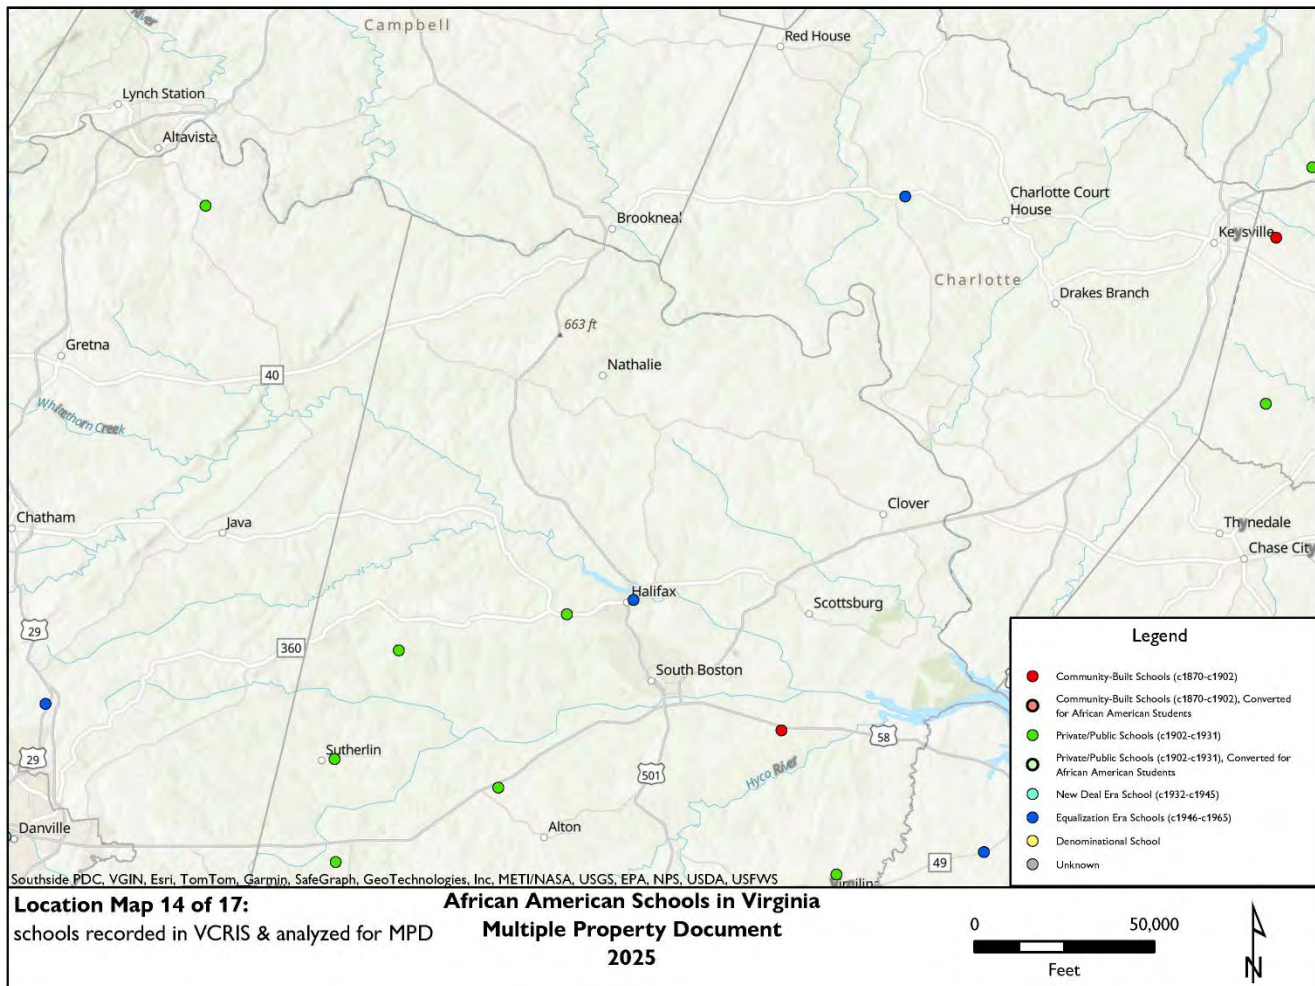 River
Campbell
Red House
Lynch Station
Altavista
Charlotte Court
House
Brookneal
Keysville
Charlotte
Drakes Branch
663 ft
Gretna
Nathalie
40
Whitethorn Creek
Clover
Chatham
Java
Thynedale
Chase City
Halifax
Scottsburg
29
360
South Boston
58
Sutherlin
29
Hyco River
501
Danville
Alton
49
Virgilina
Legend
Community-Built Schools (c1870-c1902)
Community-Built Schools (c1870-c1902), Converted
for African American Students
Private/Public Schools (c1902-c1931)
Private/Public Schools (c1902-c1931), Converted for
African American Students
New Deal Era School (c1932-c1945)
Equalization Era Schools (c1946-c1965)
Denominational School
Unknown
Southside PDC, VGIN, Esri, TomTom, Garmin, SafeGraph, GeoTechnologies, Inc, METI/NASA, USGS, EPA, NPS, USDA, USFWS
Location Map 14 of 17:
schools recorded in VCRIS & analyzed for MPD
African American Schools in Virginia
Multiple Property Document
2025
0 50,000
Feet
N